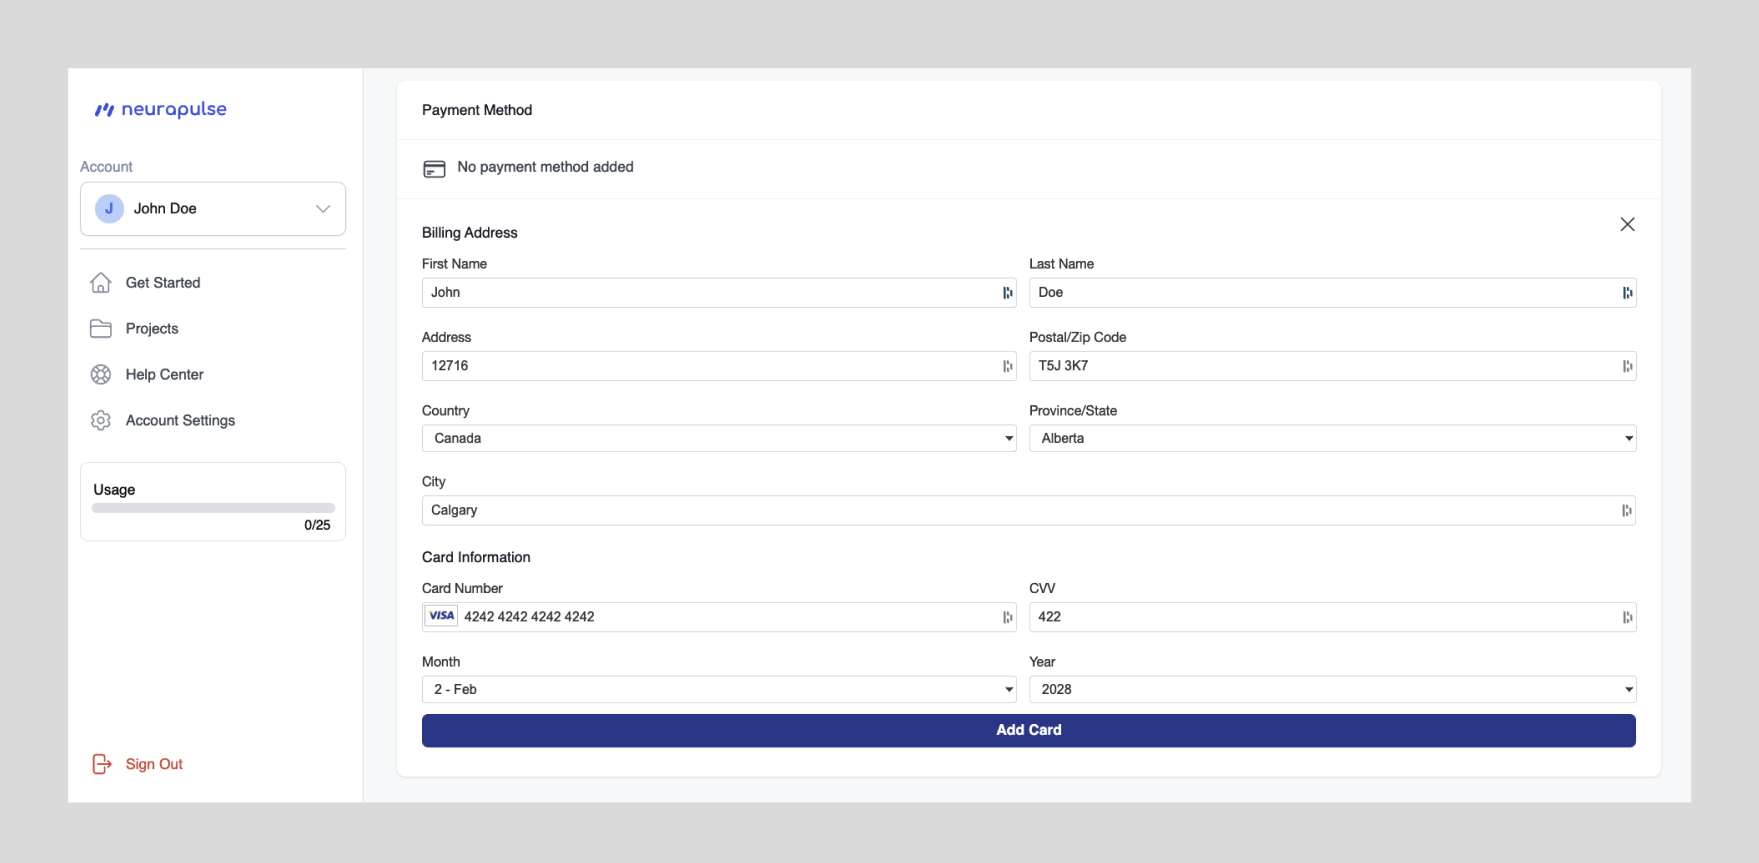 neurapulse
Account
J John Doe
Get Started
Projects
Help Center
Account Settings
Usage
0/25
Sign Out
Payment Method
No payment method added
Billing Address
First Name Last Name
John Doe
Address Postal/Zip Code
12716 T5J 3K7
Country Province/State
Canada Alberta
City
Calgary
Card Information
Card Number CVV
VISA 4242 4242 4242 4242 422
Month Year
2 - Feb 2028
Add Card